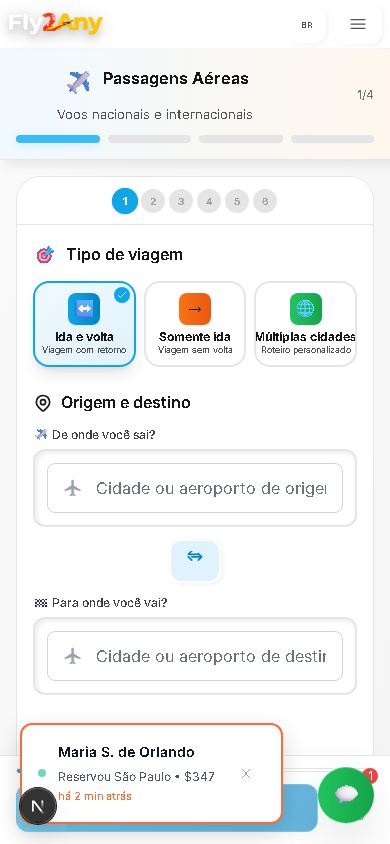 Fly2Any
BR
Passagens Aéreas
Voos nacionais e internacionais
1/4
1 2 3 4 5 6
Tipo de viagem
Ida e volta
Viagem com retorno
Somente ida
Viagem sem volta
Múltiplas cidades
Roteiro personalizado
Origem e destino
De onde você sai?
Cidade ou aeroporto de origem
Para onde você vai?
Cidade ou aeroporto de destin
Maria S. de Orlando
Reservou São Paulo • $347
há 2 min atrás
N
1